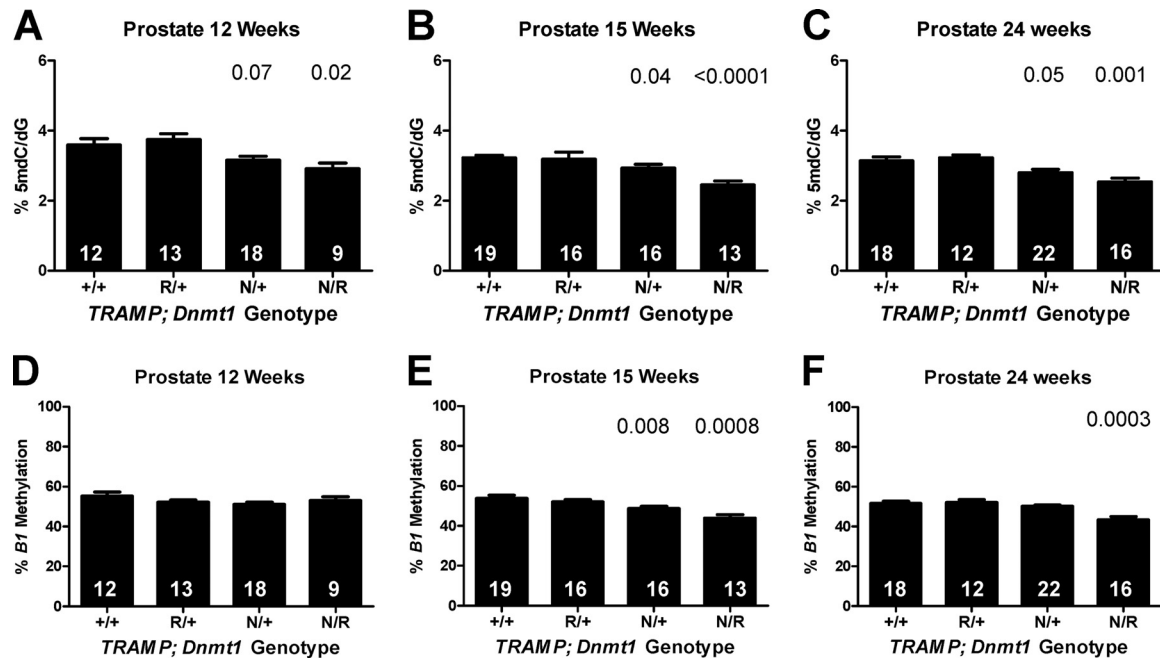 A
Prostate 12 Weeks
% 5mdC/dG
6
4
2
0
0.07 0.02
12 13 18 9
+/+ R/+ N/+ N/R
TRAMP; Dnmt1 Genotype
B
Prostate 15 Weeks
% 5mdC/dG
6
4
2
0
0.04 <0.0001
19 16 16 13
+/+ R/+ N/+ N/R
TRAMP; Dnmt1 Genotype
C
Prostate 24 weeks
% 5mdC/dG
6
4
2
0
0.05 0.001
18 12 22 16
+/+ R/+ N/+ N/R
TRAMP; Dnmt1 Genotype
D
Prostate 12 Weeks
% B1 Methylation
100
80
60
40
20
0
12 13 18 9
+/+ R/+ N/+ N/R
TRAMP; Dnmt1 Genotype
E
Prostate 15 Weeks
% B1 Methylation
100
80
60
40
20
0
0.008 0.0008
19 16 16 13
+/+ R/+ N/+ N/R
TRAMP; Dnmt1 Genotype
F
Prostate 24 weeks
% B1 Methylation
100
80
60
40
20
0
0.0003
18 12 22 16
+/+ R/+ N/+ N/R
TRAMP; Dnmt1 Genotype